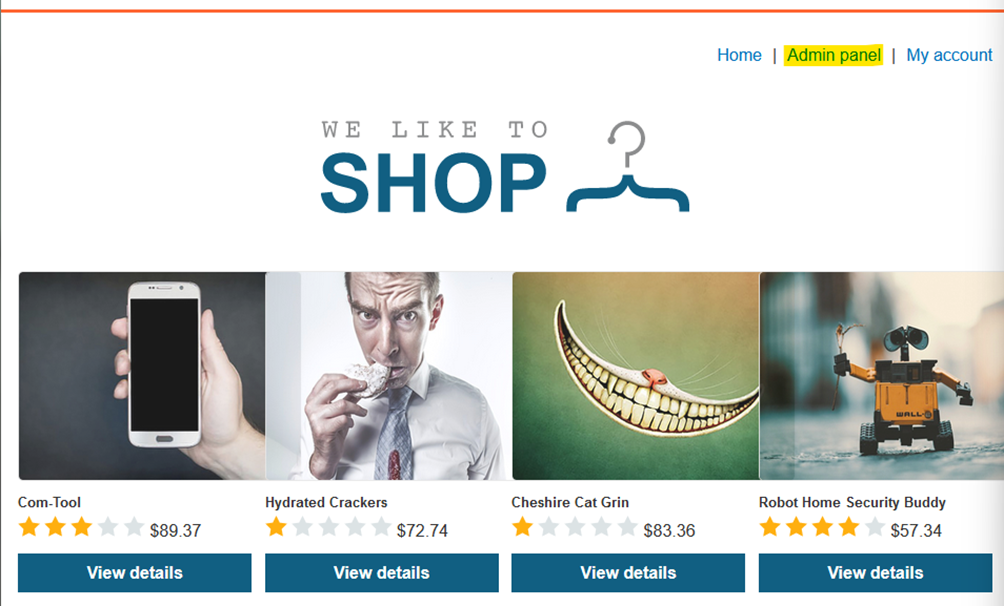 Home | Admin panel | My account
WE LIKE TO
SHOP
WALL-E
Com-Tool
$89.37
View details
Hydrated Crackers
$72.74
View details
Cheshire Cat Grin
$83.36
View details
Robot Home Security Buddy
$57.34
View details